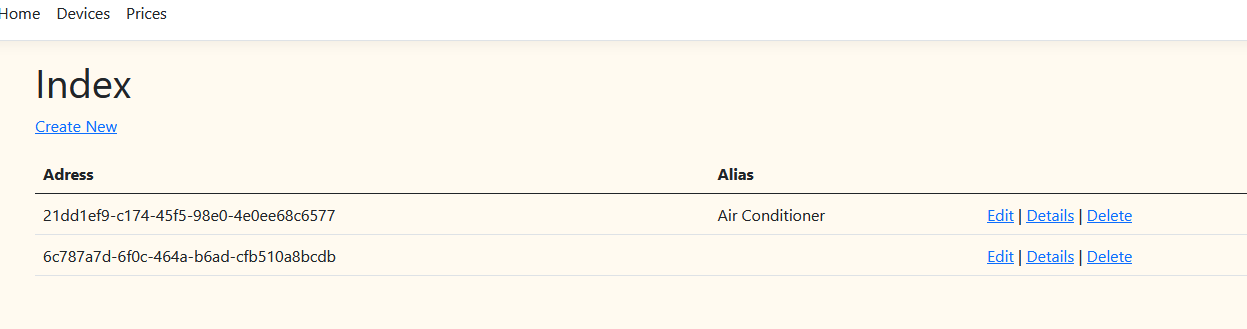 Home Devices Prices
Index
Create New
Adress Alias
21dd1ef9-c174-45f5-98e0-4e0ee68c6577 Air Conditioner Edit | Details | Delete
6c787a7d-6f0c-464a-b6ad-cfb510a8bcdb Edit | Details | Delete